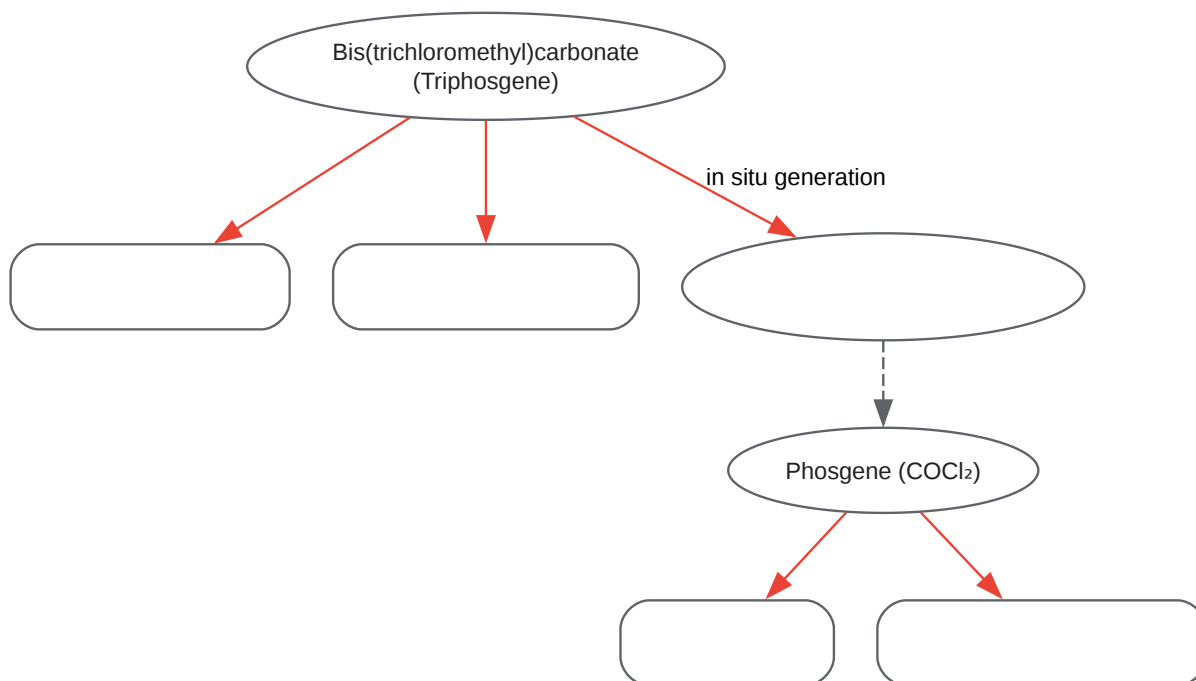 Bis(trichloromethyl)carbonate
(Triphosgene)
in situ generation
Phosgene (COCl₂)